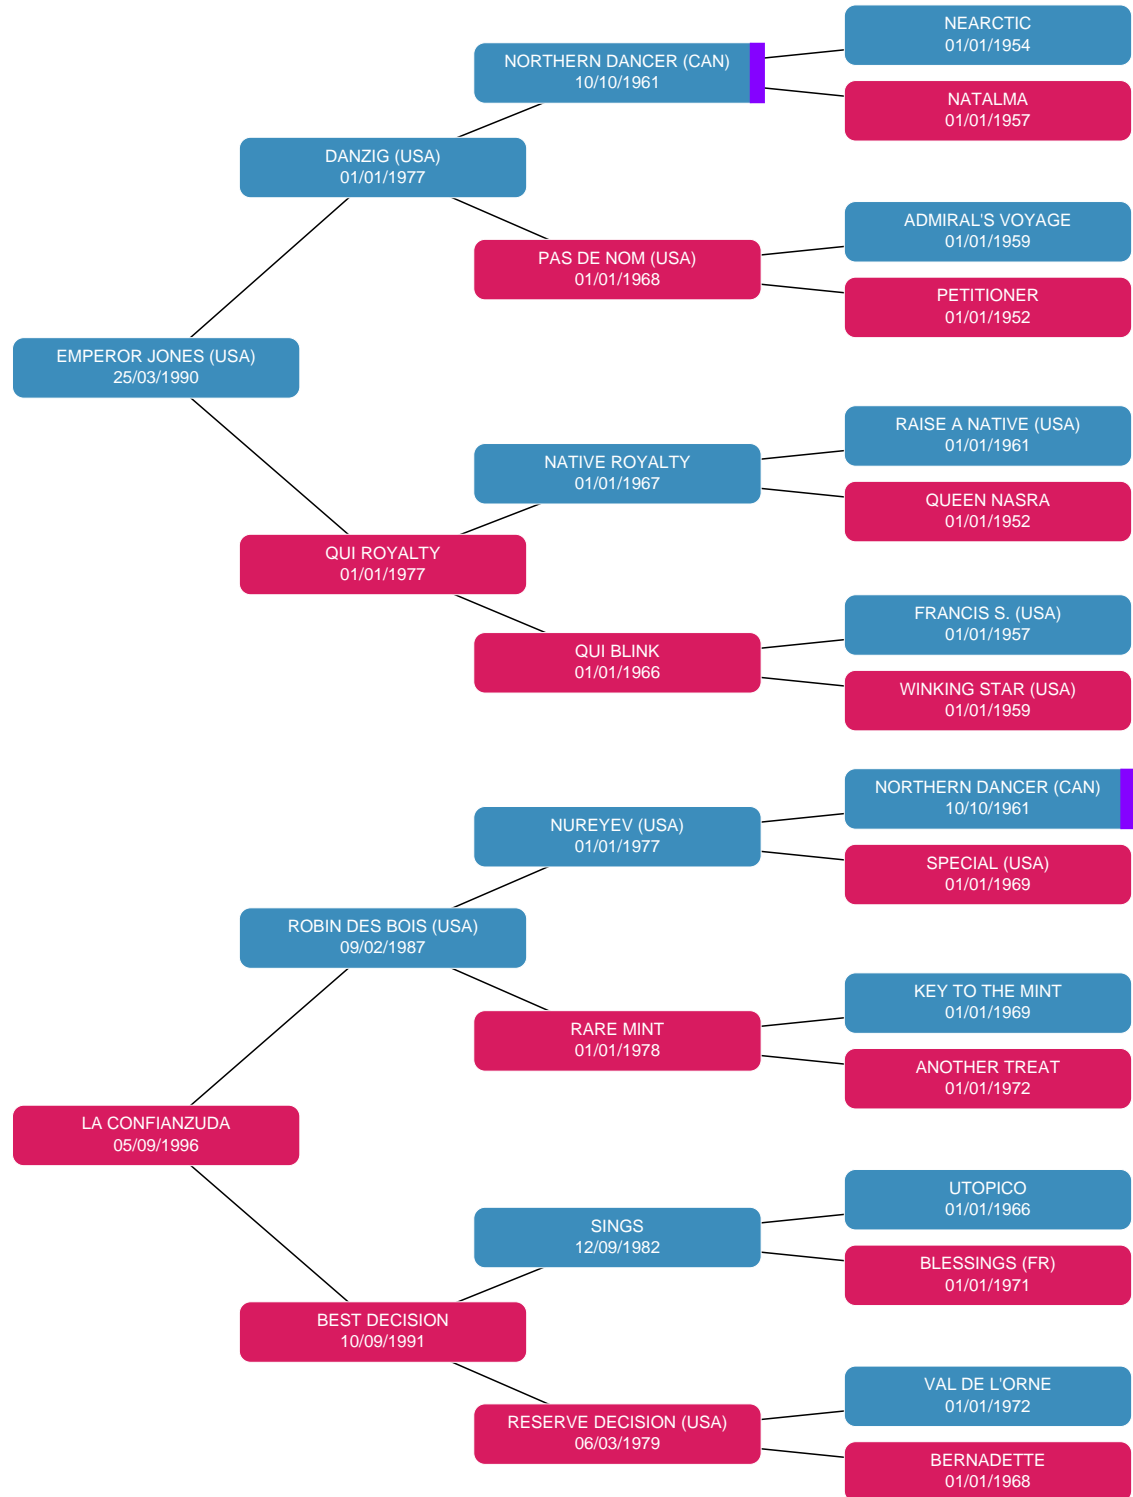 NEARCTIC
01/01/1954
NORTHERN DANCER (CAN)
10/10/1961
NATALMA
01/01/1957
DANZIG (USA)
01/01/1977
ADMIRAL'S VOYAGE
01/01/1959
PAS DE NOM (USA)
01/01/1968
PETITIONER
01/01/1952
EMPEROR JONES (USA)
25/03/1990
RAISE A NATIVE (USA)
01/01/1961
NATIVE ROYALTY
01/01/1967
QUEEN NASRA
01/01/1952
QUI ROYALTY
01/01/1977
FRANCIS S. (USA)
01/01/1957
QUI BLINK
01/01/1966
WINKING STAR (USA)
01/01/1959
NORTHERN DANCER (CAN)
10/10/1961
NUREYEV (USA)
01/01/1977
SPECIAL (USA)
01/01/1969
ROBIN DES BOIS (USA)
09/02/1987
KEY TO THE MINT
01/01/1969
RARE MINT
01/01/1978
ANOTHER TREAT
01/01/1972
LA CONFIANZUDA
05/09/1996
UTOPICO
01/01/1966
SINGS
12/09/1982
BLESSINGS (FR)
01/01/1971
BEST DECISION
10/09/1991
VAL DE L'ORNE
01/01/1972
RESERVE DECISION (USA)
06/03/1979
BERNADETTE
01/01/1968